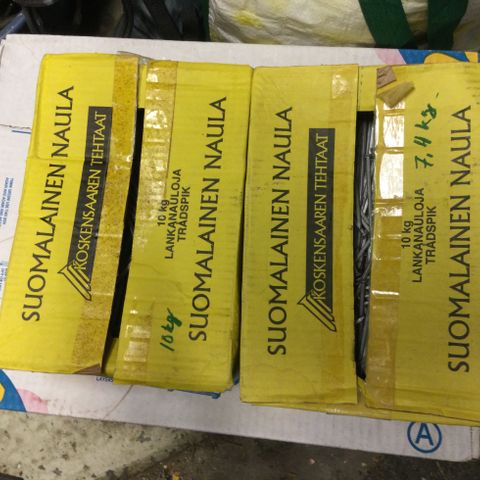 SUOMALAINEN NAULA
KOSKENSAAREN TEHTAAT
10 kg
LANKANAULOJA
TRÅDSPIK
SUOMALAINEN NAULA
10 kg
SUOMALAINEN NAULA
KOSKENSAAREN TEHTAAT
7,4 kg.
10 kg
LANKANAULOJA
TRÅDSPIK
SUOMALAINEN NAULA
A